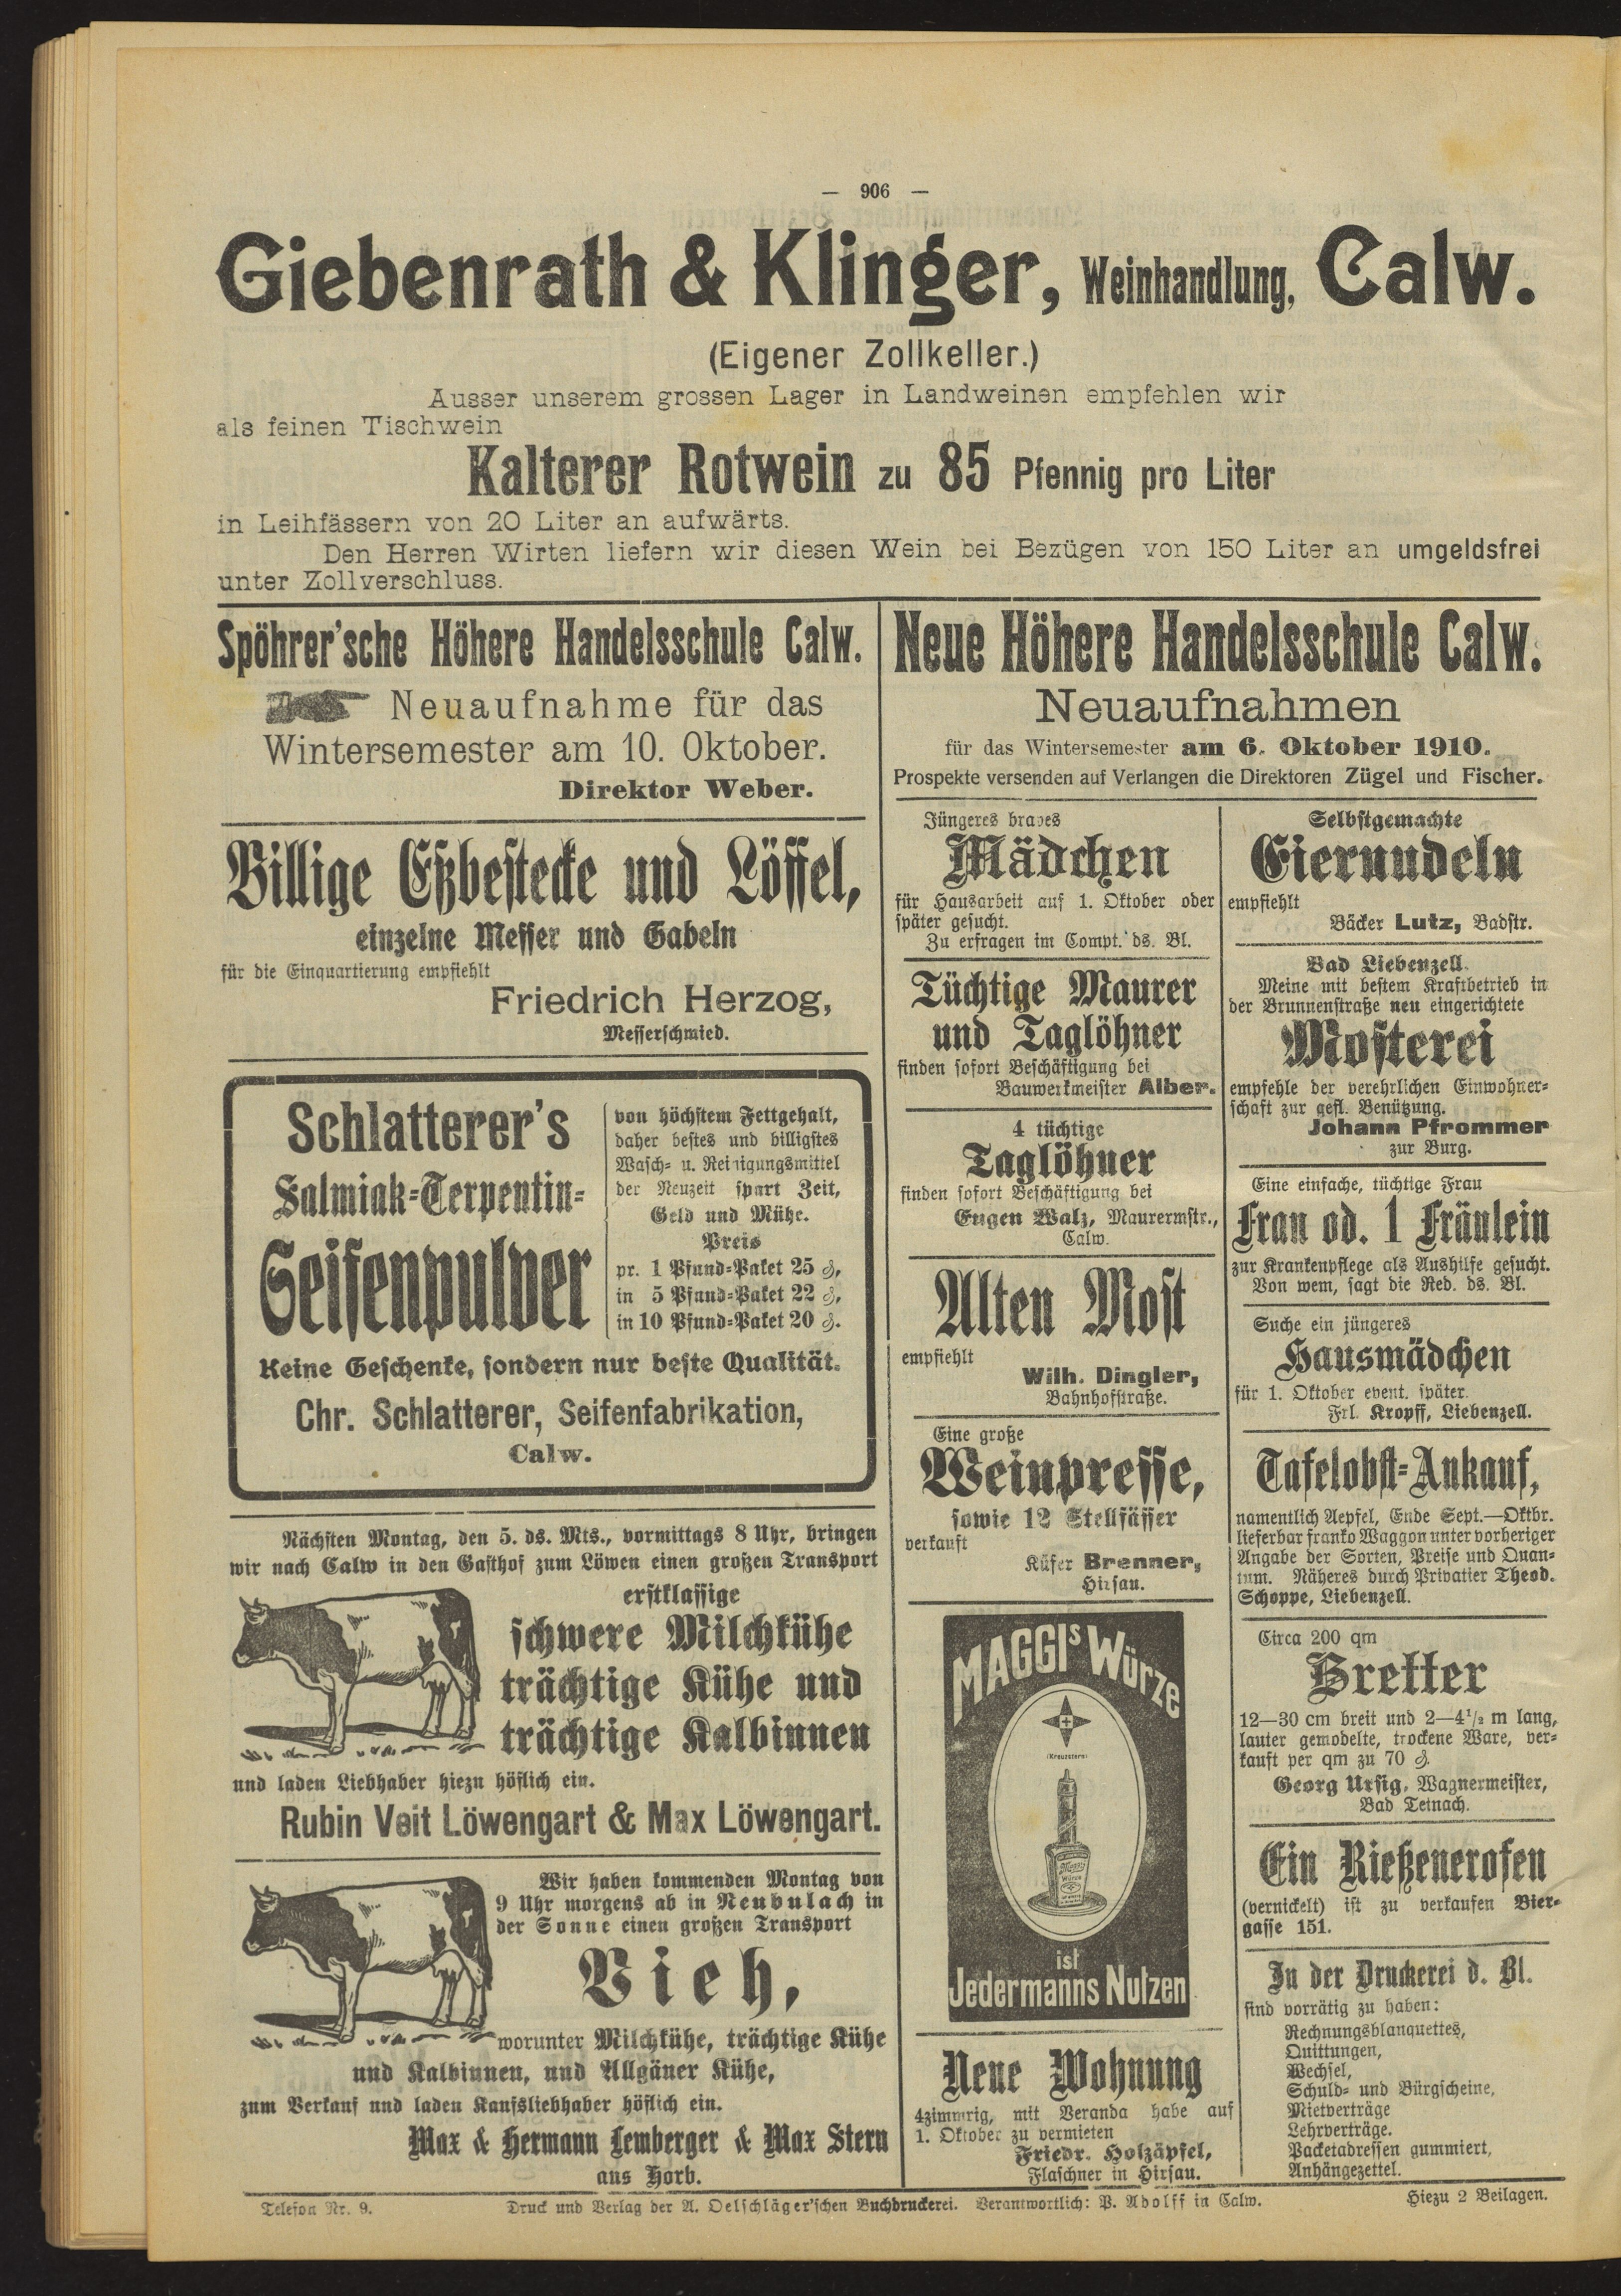 — 906 —
Giebenrath & Klinger, Weinhandlung, Calw.
(Eigener Zollkeller.)
Ausser unserem grossen Lager in Landweinen empfehlen wir
als feinen Tischwein
Kalterer Rotwein zu 85 Pfennig pro Liter
in Leihfässern von 20 Liter an aufwärts.
Den Herren Wirten liefern wir diesen Wein bei Bezügen von 150 Liter an umgeldsfrei
unter Zollverschluss.
Spöhrer'sche Höhere Handelsschule Calw.
Neuaufnahme für das
Wintersemester am 10. Oktober.
Direktor Weber.
Billige Eßbestecke und Löffel,
einzelne Messer und Gabeln
für die Einquartierung empfiehlt
Friedrich Herzog,
Messerschmied.
Schlatterer's
Salmiak-Terpentin-
Seifenpulver
von höchstem Fettgehalt,
daher bestes und billigstes
Wasch- u. Reinigungsmittel
der Neuzeit spart Zeit,
Geld und Mühe.
Preis
pr. 1 Pfund-Paket 25 ₰,
in 5 Pfund-Paket 22 ₰,
in 10 Pfund-Paket 20 ₰.
Keine Geschenke, sondern nur beste Qualität.
Chr. Schlatterer, Seifenfabrikation,
Calw.
Nächsten Montag, den 5. ds. Mts., vormittags 8 Uhr, bringen
wir nach Calw in den Gasthof zum Löwen einen großen Transport
erstklassige
schwere Milchkühe
trächtige Kühe und
trächtige Kalbinnen
und laden Liebhaber hiezu höflich ein.
Rubin Veit Löwengart & Max Löwengart.
Wir haben kommenden Montag von
9 Uhr morgens ab in Neubulach in
der Sonne einen großen Transport
Vieh,
worunter Milchkühe, trächtige Kühe
und Kalbinnen, und Allgäuer Kühe,
zum Verkauf und laden Kaufsliebhaber höflich ein.
Max & Hermann Lemberger & Max Stern
aus Horb.
Neue Höhere Handelsschule Calw.
Neuaufnahmen
für das Wintersemester am 6. Oktober 1910.
Prospekte versenden auf Verlangen die Direktoren Zügel und Fischer.
Jüngeres braves
Mädchen
für Hausarbeit auf 1. Oktober oder
später gesucht.
Zu erfragen im Compt. ds. Bl.
Tüchtige Maurer
und Taglöhner
finden sofort Beschäftigung bei
Bauwerkmeister Alber.
4 tüchtige
Taglöhner
finden sofort Beschäftigung bei
Eugen Walz, Maurermstr.,
Calw.
Alten Most
empfiehlt
Wilh. Dingler,
Bahnhofstraße.
Eine große
Weinpresse,
sowie 12 Stellfässer
verkauft
Küfer Brenner,
Hirsau.
MAGGIs Würze
(Kreuzstern)
ist
Jedermanns Nutzen
Neue Wohnung
4zimmrig, mit Veranda habe auf
1. Oktober zu vermieten
Friedr. Holzäpfel,
Flaschner in Hirsau.
Selbstgemachte
Eiernudeln
empfiehlt
Bäcker Lutz, Badstr.
Bad Liebenzell.
Meine mit bestem Kraftbetrieb in
der Brunnenstraße neu eingerichtete
Mosterei
empfehle der verehrlichen Einwohner-
schaft zur gefl. Benützung.
Johann Pfrommer
zur Burg.
Eine einfache, tüchtige Frau
Frau od. 1 Fräulein
zur Krankenpflege als Aushilfe gesucht.
Von wem, sagt die Red. ds. Bl.
Suche ein jüngeres
Hausmädchen
für 1. Oktober event. später.
Frl. Kropff, Liebenzell.
Tafelobst-Ankauf,
namentlich Aepfel, Ende Sept.—Oktbr.
lieferbar franko Waggon unter vorheriger
Angabe der Sorten, Preise und Quan-
tum. Näheres durch Privatier Theod.
Schoppe, Liebenzell.
Circa 200 qm
Bretter
12—30 cm breit und 2—4¹/₂ m lang,
lauter gemodelte, trockene Ware, ver-
kauft per qm zu 70 ₰
Georg Ursig, Wagnermeister,
Bad Teinach.
Ein Rießenerofen
(vernickelt) ist zu verkaufen Bier-
gasse 151.
In der Druckerei d. Bl.
sind vorrätig zu haben:
Rechnungsblanquettes,
Quittungen,
Wechsel,
Schuld- und Bürgscheine,
Mietverträge
Lehrverträge.
Packetadressen gummiert,
Anhängezettel.
Telefon Nr. 9. Druck und Verlag der A. Oelschläger'schen Buchdruckerei. Verantwortlich: P. Adolff in Calw. Hiezu 2 Beilagen.